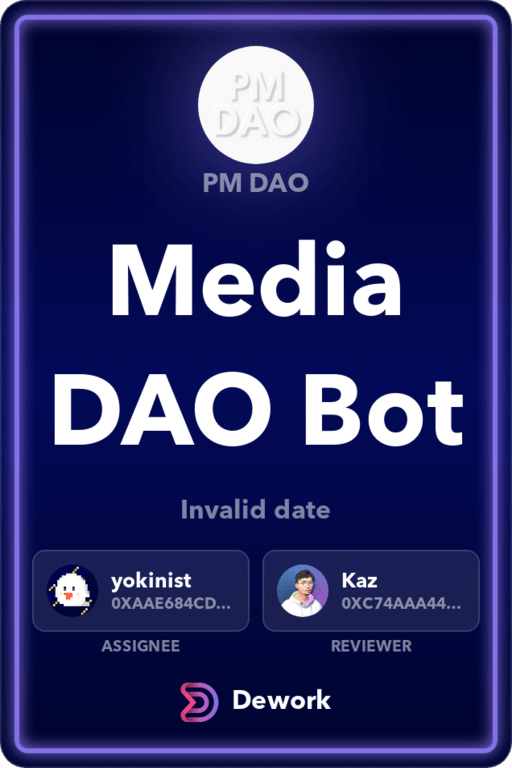 PM
DAO
PM DAO
Media
DAO Bot
Invalid date
yokinist
0XAAE684CD...
ASSIGNEE
Kaz
0XC74AAA44...
REVIEWER
Dework